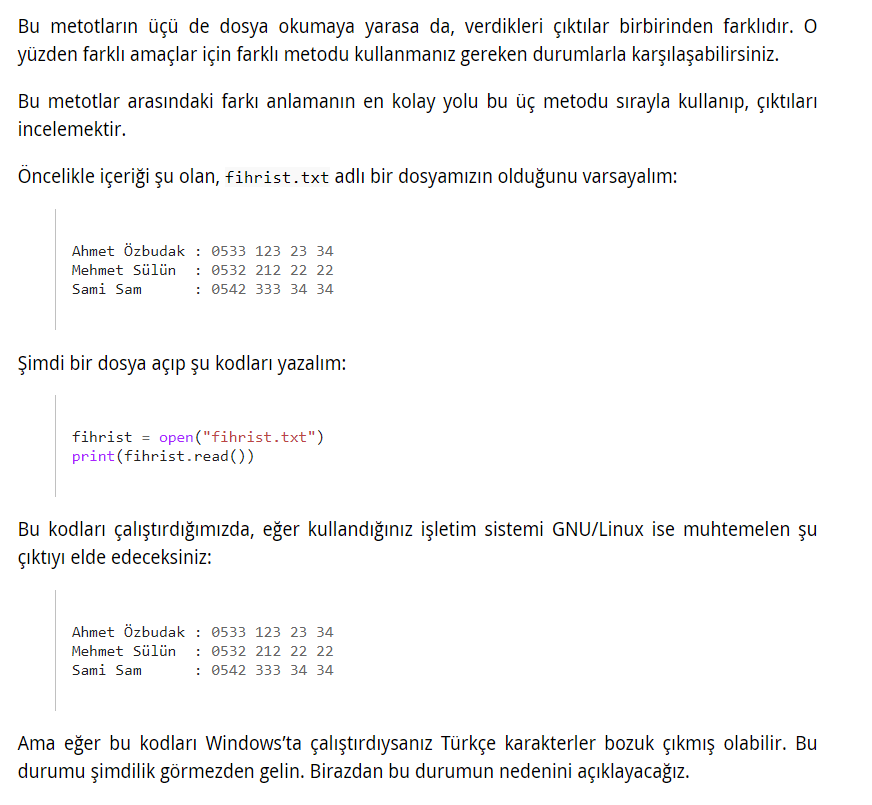 Bu metotların üçü de dosya okumaya yarasa da, verdikleri çıktılar birbirinden farklıdır. O
yüzden farklı amaçlar için farklı metodu kullanmanız gereken durumlarla karşılaşabilirsiniz.
Bu metotlar arasındaki farkı anlamanın en kolay yolu bu üç metodu sırayla kullanıp, çıktıları
incelemektir.
Öncelikle içeriği şu olan, fihrist.txt adlı bir dosyamızın olduğunu varsayalım:
Ahmet Özbudak : 0533 123 23 34
Mehmet Sülün  : 0532 212 22 22
Sami Sam      : 0542 333 34 34
Şimdi bir dosya açıp şu kodları yazalım:
fihrist = open("fihrist.txt")
print(fihrist.read())
Bu kodları çalıştırdığımızda, eğer kullandığınız işletim sistemi GNU/Linux ise muhtemelen şu
çıktıyı elde edeceksiniz:
Ahmet Özbudak : 0533 123 23 34
Mehmet Sülün  : 0532 212 22 22
Sami Sam      : 0542 333 34 34
Ama eğer bu kodları Windows’ta çalıştırdıysanız Türkçe karakterler bozuk çıkmış olabilir. Bu
durumu şimdilik görmezden gelin. Birazdan bu durumun nedenini açıklayacağız.